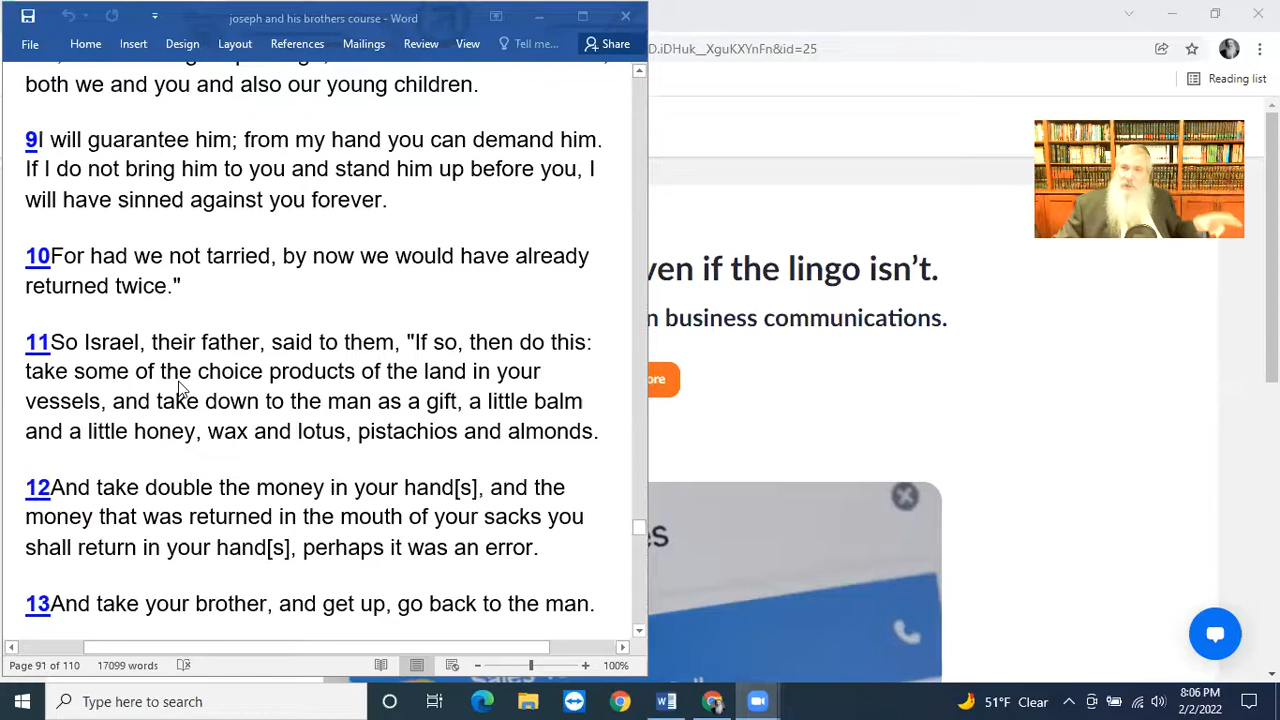 joseph and his brothers course - Word
File Home Insert Design Layout References Mailings Review View Tell me... Share
D.iDHuk__XguKXYnFn&id=25
Reading list
both we and you and also our young children.
9I will guarantee him; from my hand you can demand him.
If I do not bring him to you and stand him up before you, I
will have sinned against you forever.
10For had we not tarried, by now we would have already
returned twice."
11So Israel, their father, said to them, "If so, then do this:
take some of the choice products of the land in your
vessels, and take down to the man as a gift, a little balm
and a little honey, wax and lotus, pistachios and almonds.
12And take double the money in your hand[s], and the
money that was returned in the mouth of your sacks you
shall return in your hand[s], perhaps it was an error.
13And take your brother, and get up, go back to the man.
ven if the lingo isn't.
n business communications.
ore
es
Page 91 of 110 17099 words 100%
Type here to search
51°F Clear
8:06 PM
2/2/2022